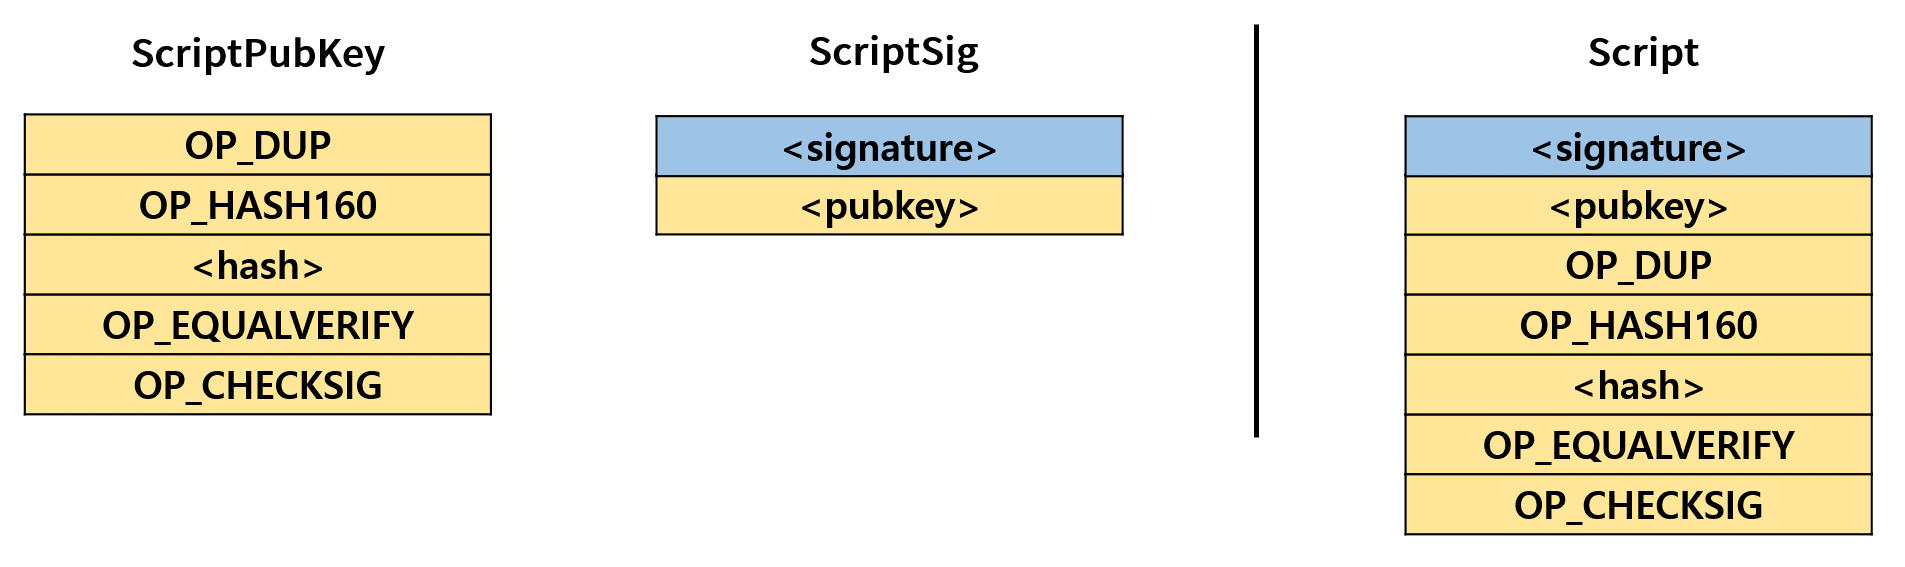 ScriptPubKey
OP_DUP
OP_HASH160
<hash>
OP_EQUALVERIFY
OP_CHECKSIG
ScriptSig
<signature>
<pubkey>
Script
<signature>
<pubkey>
OP_DUP
OP_HASH160
<hash>
OP_EQUALVERIFY
OP_CHECKSIG